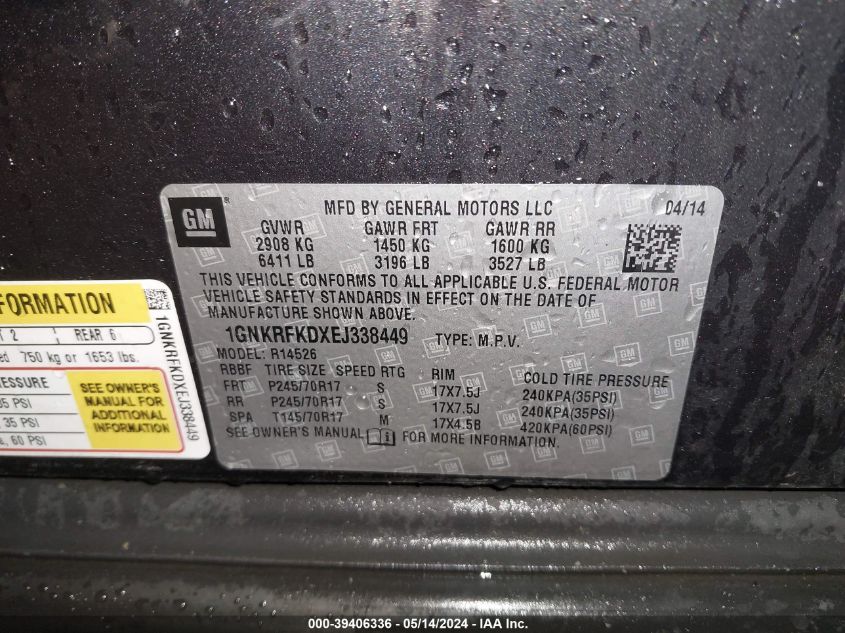 GM
MFD BY GENERAL MOTORS LLC 04/14
GVWR GAWR FRT GAWR RR
2908 KG 1450 KG 1600 KG
6411 LB 3196 LB 3527 LB
THIS VEHICLE CONFORMS TO ALL APPLICABLE U.S. FEDERAL MOTOR
VEHICLE SAFETY STANDARDS IN EFFECT ON THE DATE OF
MANUFACTURE SHOWN ABOVE.
1GNKRFKDXEJ338449 TYPE: M.P.V.
MODEL: R14526
RBBF TIRE SIZE SPEED RTG RIM COLD TIRE PRESSURE
FRT P245/70R17 S 17X7.5J 240KPA(35PSI)
RR P245/70R17 S 17X7.5J 240KPA(35PSI)
SPA T145/70R17 M 17X4.5B 420KPA(60PSI)
SEE OWNER'S MANUAL FOR MORE INFORMATION.
FORMATION
2 REAR 6
750 kg or 1653 lbs.
RESSURE
35 PSI
, 35 PSI
a, 60 PSI
SEE OWNER'S
MANUAL FOR
ADDITIONAL
INFORMATION
1GNKRFKDXEJ338449
000-39406336 - 05/14/2024 - IAA Inc.